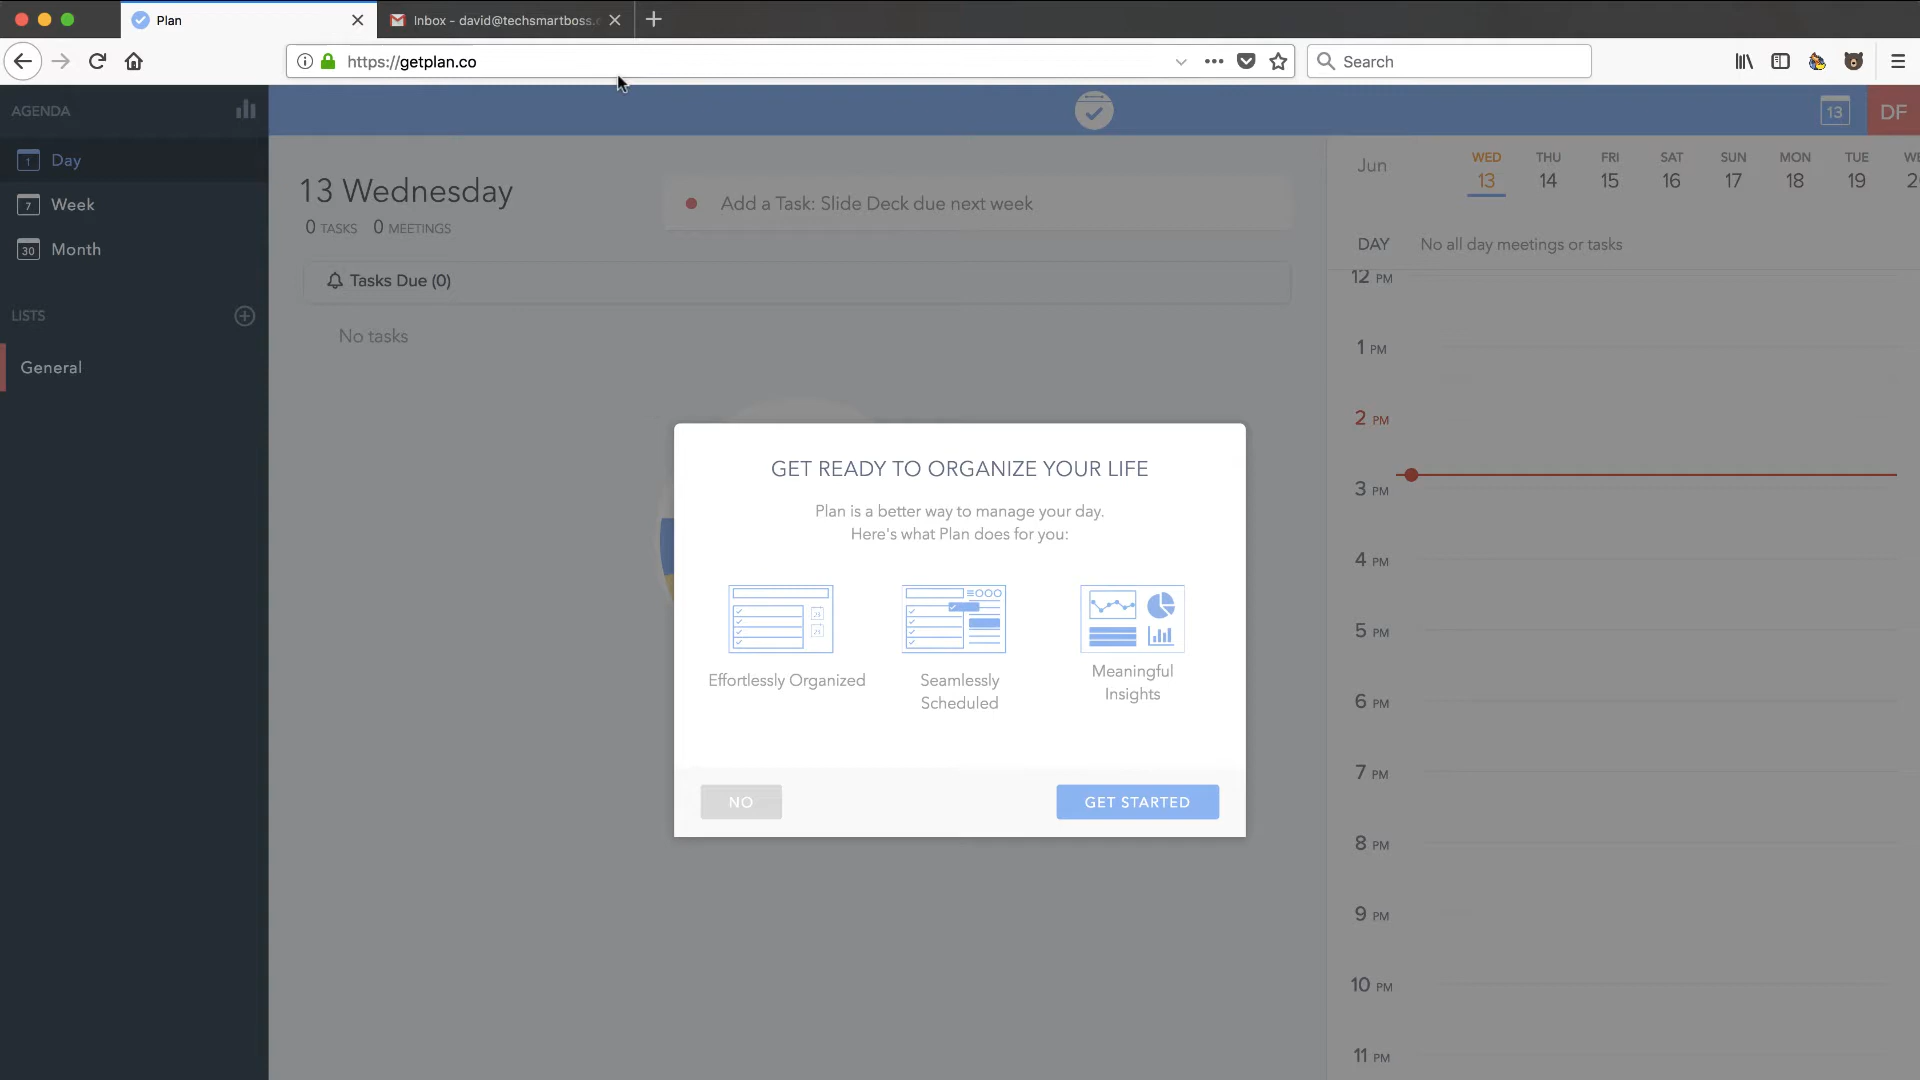 Plan
Inbox - david@techsmartboss.
https://getplan.co
Search
AGENDA
13
DF
1
Day
7
Week
30
Month
LISTS
General
13 Wednesday
0 TASKS 0 MEETINGS
Add a Task: Slide Deck due next week
Tasks Due (0)
No tasks
Jun
WED THU FRI SAT SUN MON TUE WE
13 14 15 16 17 18 19 2
DAY No all day meetings or tasks
12 PM
1 PM
2 PM
3 PM
4 PM
5 PM
6 PM
7 PM
8 PM
9 PM
10 PM
11 PM
GET READY TO ORGANIZE YOUR LIFE
Plan is a better way to manage your day.
Here's what Plan does for you:
Effortlessly Organized
Seamlessly
Scheduled
Meaningful
Insights
NO
GET STARTED